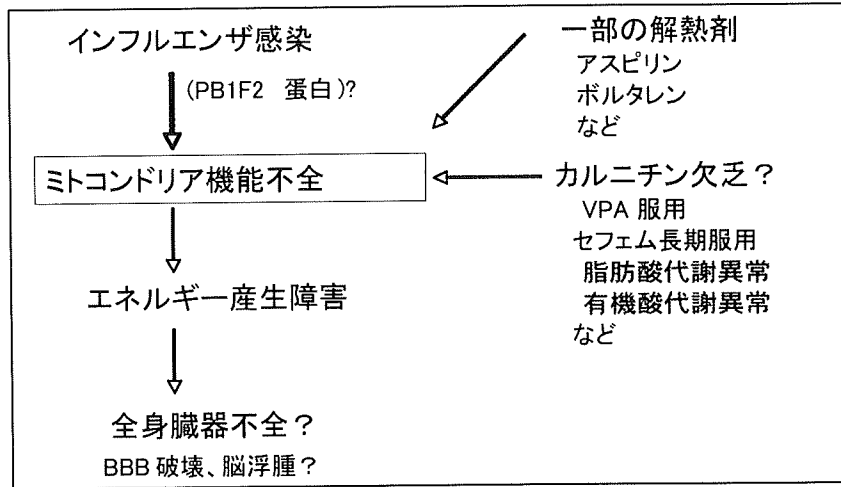 インフルエンザ感染
(PB1F2 蛋白)?
ミトコンドリア機能不全
エネルギー産生障害
全身臓器不全？
BBB 破壊、脳浮腫？
一部の解熱剤
アスピリン
ボルタレン
など
カルニチン欠乏？
VPA 服用
セフェム長期服用
脂肪酸代謝異常
有機酸代謝異常
など